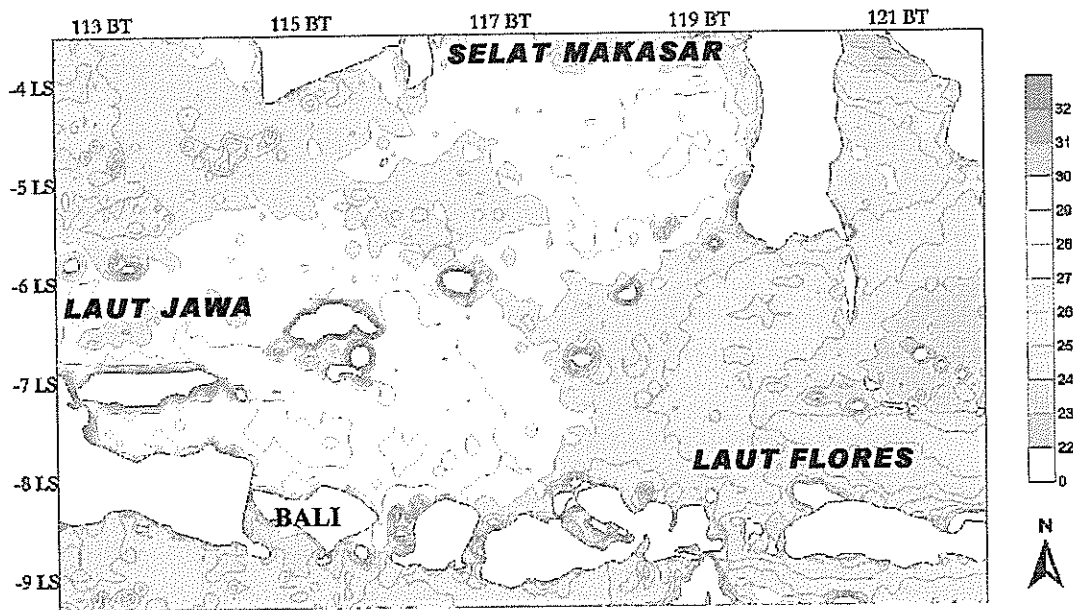 113 BT 115 BT 117 BT 119 BT 121 BT
SELAT MAKASAR
-4 LS
-5 LS
-6 LS
LAUT JAWA
-7 LS
LAUT FLORES
-8 LS
BALI
-9 LS
32
31
30
29
28
27
26
25
24
23
22
0
N